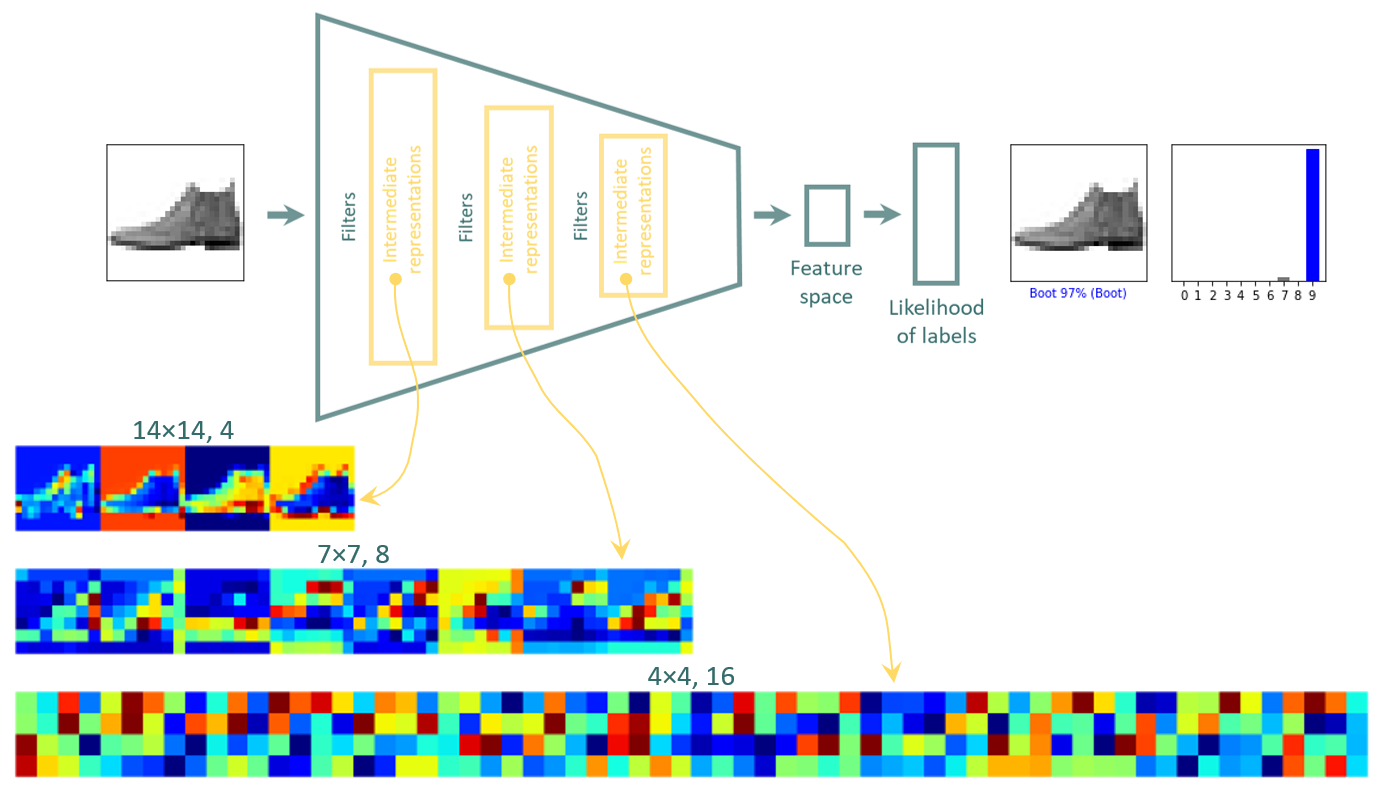 Filters
Intermediate
representations
Filters
Intermediate
representations
Filters
Intermediate
representations
Feature
space
Likelihood
of labels
Boot 97% (Boot)
0 1 2 3 4 5 6 7 8 9
14×14, 4
7×7, 8
4×4, 16